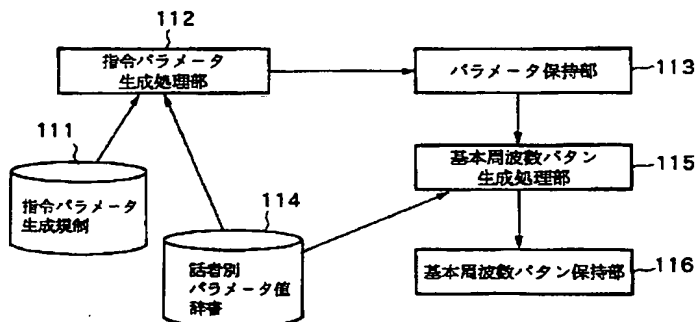 112
指令パラメータ
生成処理部
パラメータ保持部
113
111
指令パラメータ
生成規制
114
話者別
パラメータ値
辞書
基本周波数パタン
生成処理部
115
基本周波数パタン保持部
116